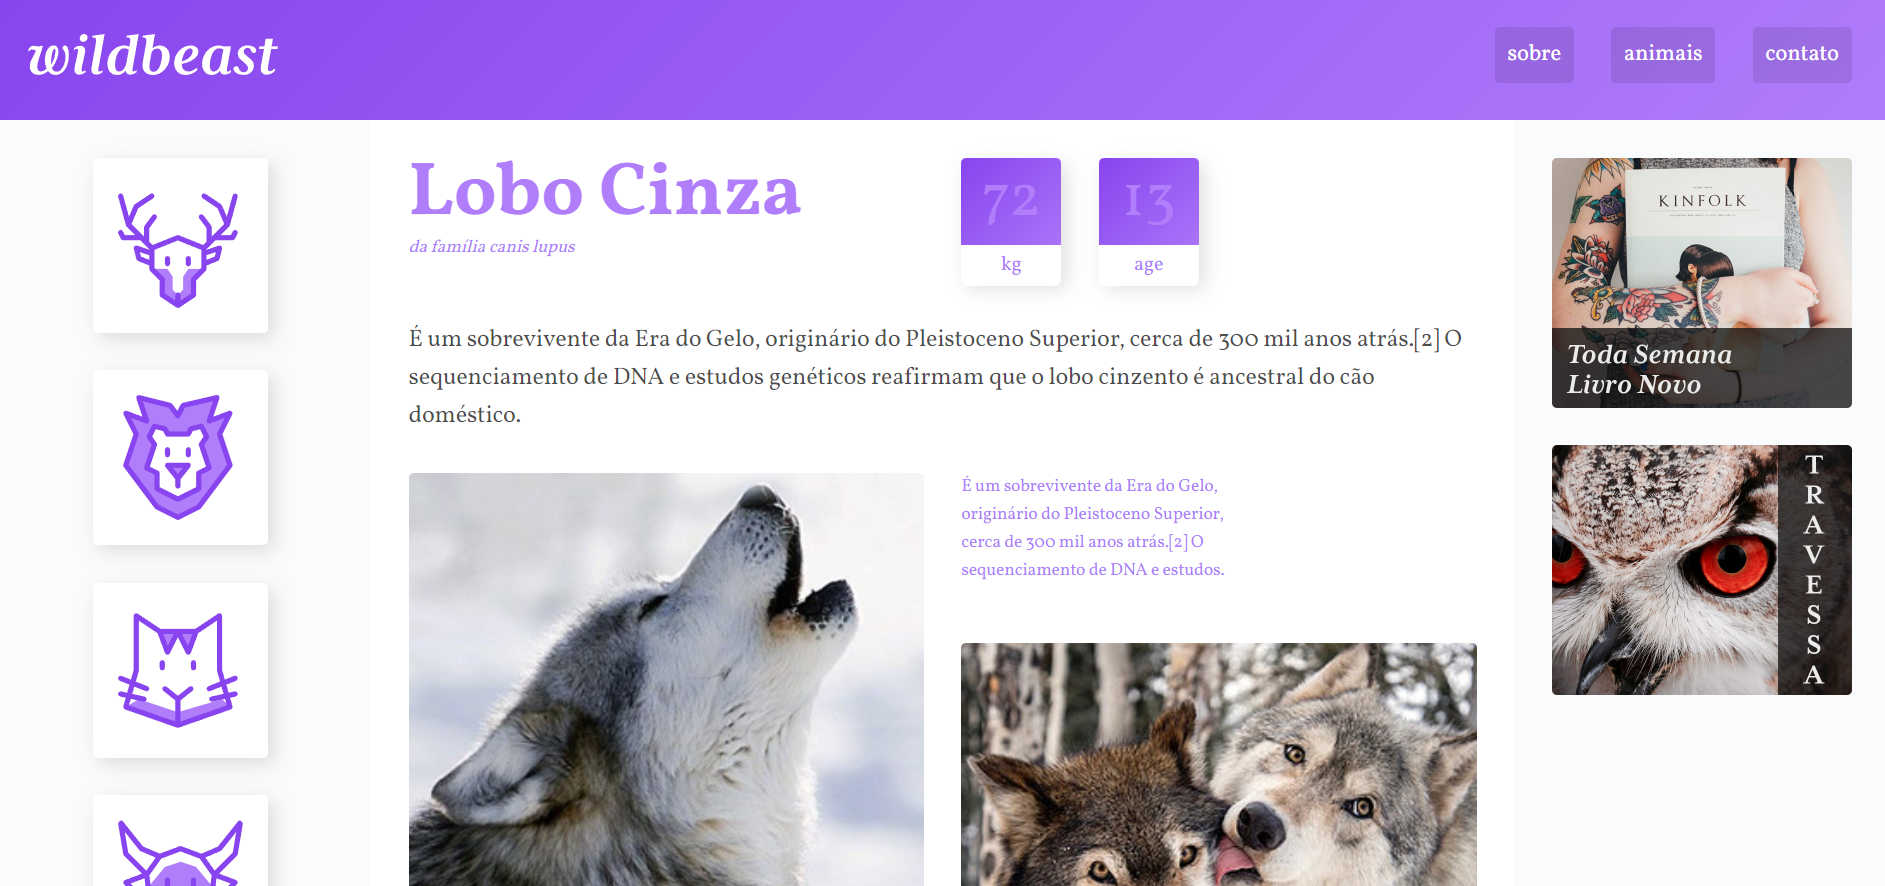 wildbeast
sobre
animais
contato
Lobo Cinza
da família canis lupus
72
kg
13
age
É um sobrevivente da Era do Gelo, originário do Pleistoceno Superior, cerca de 300 mil anos atrás.[2] O
sequenciamento de DNA e estudos genéticos reafirmam que o lobo cinzento é ancestral do cão
doméstico.
É um sobrevivente da Era do Gelo,
originário do Pleistoceno Superior,
cerca de 300 mil anos atrás.[2] O
sequenciamento de DNA e estudos.
KINFOLK
Toda Semana
Livro Novo
TRAVESSA